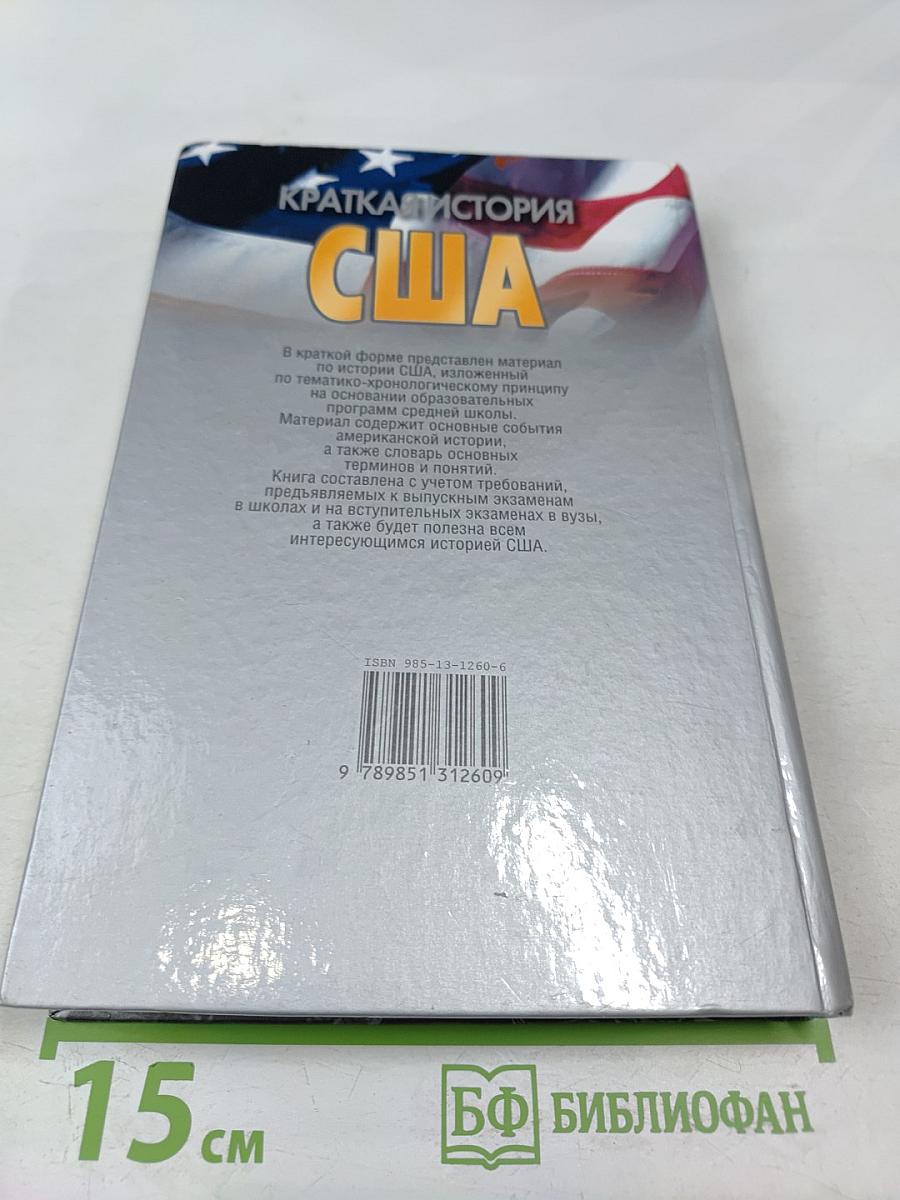 КРАТКАЯ ИСТОРИЯ
США
В краткой форме представлен материал
по истории США, изложенный
по тематико-хронологическому принципу
на основании образовательных
программ средней школы.
Материал содержит основные события
американской истории,
а также словарь основных
терминов и понятий.
Книга составлена с учетом требований,
предъявляемых к выпускным экзаменам
в школах и на вступительных экзаменах в вузы,
а также будет полезна всем
интересующимся историей США.
ISBN 985-13-1260-6
9 789851 312609
15 см
БФ БИБЛИОФАН